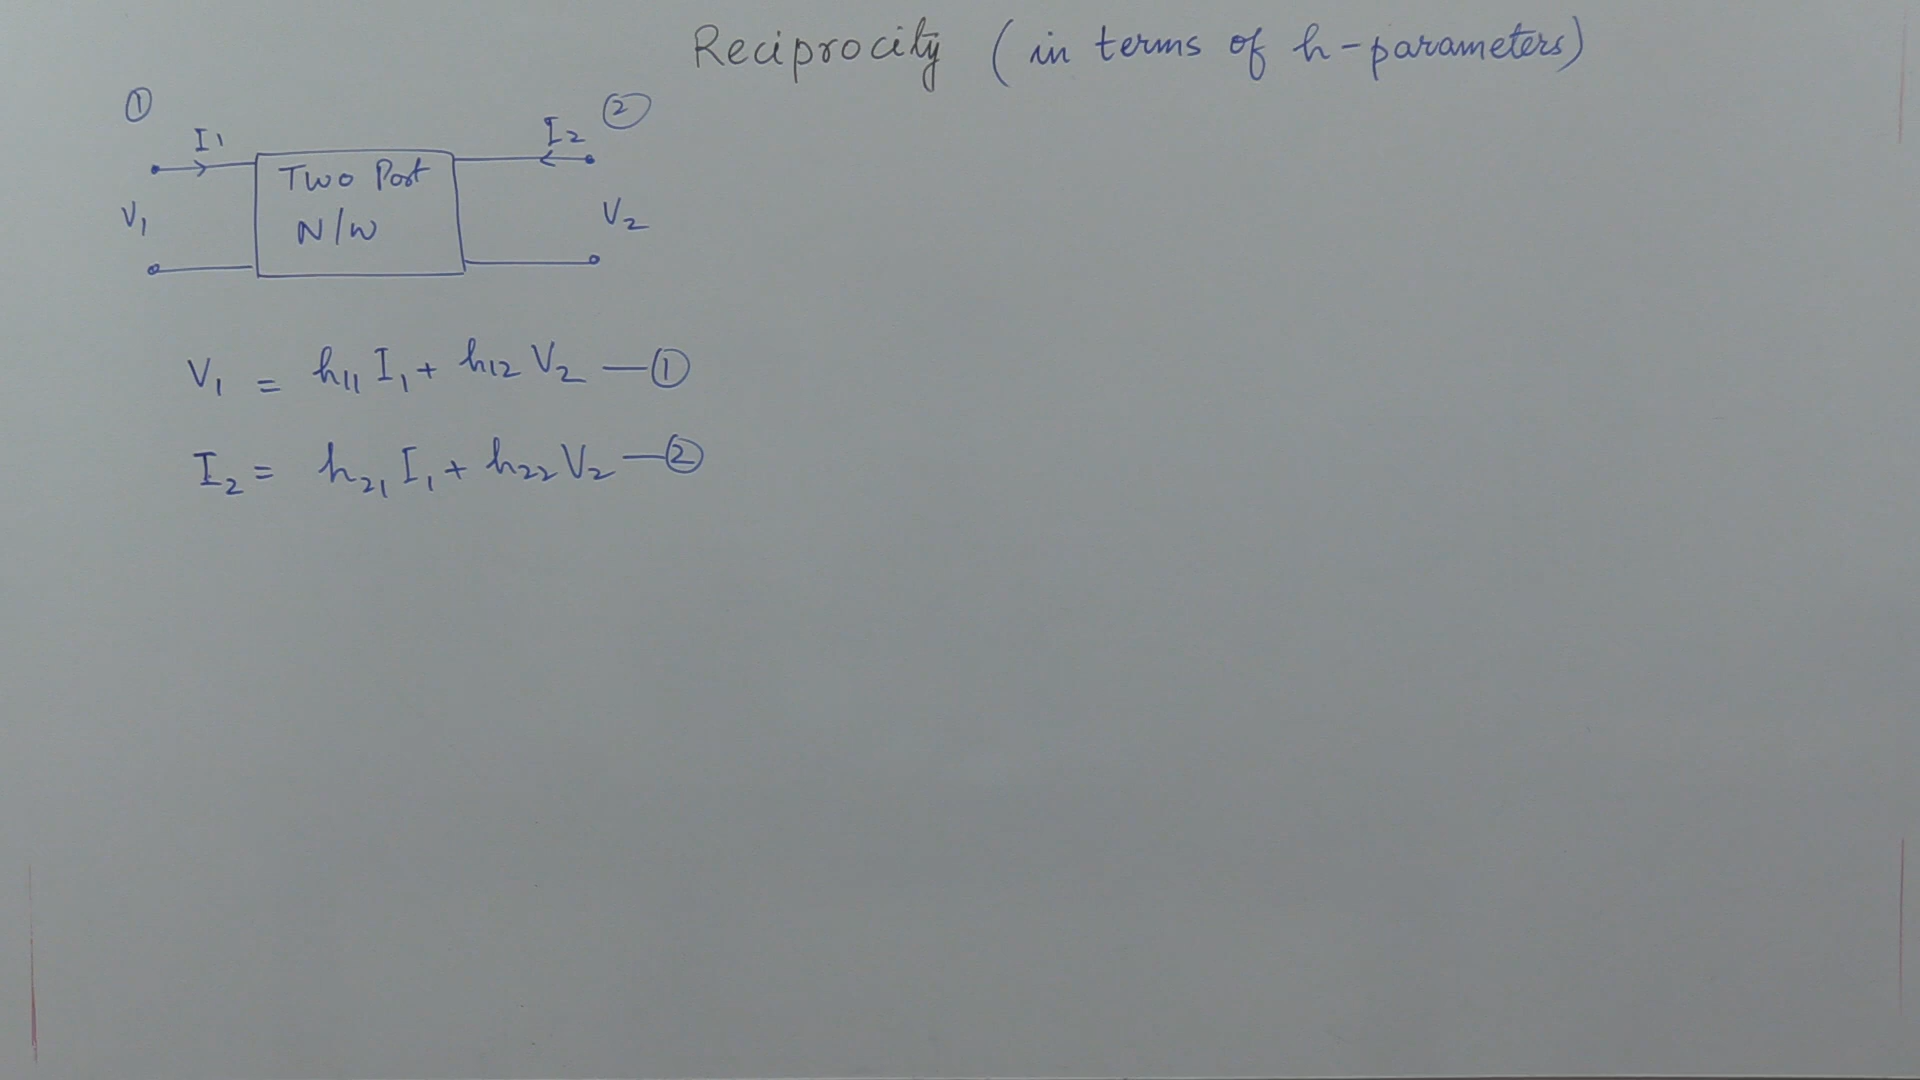 Reciprocity (in terms of h-parameters)
① ②
I₁ I₂
Two Port
N/W
V₁ V₂
V₁ = h₁₁ I₁ + h₁₂ V₂ — ①
I₂ = h₂₁ I₁ + h₂₂ V₂ — ②